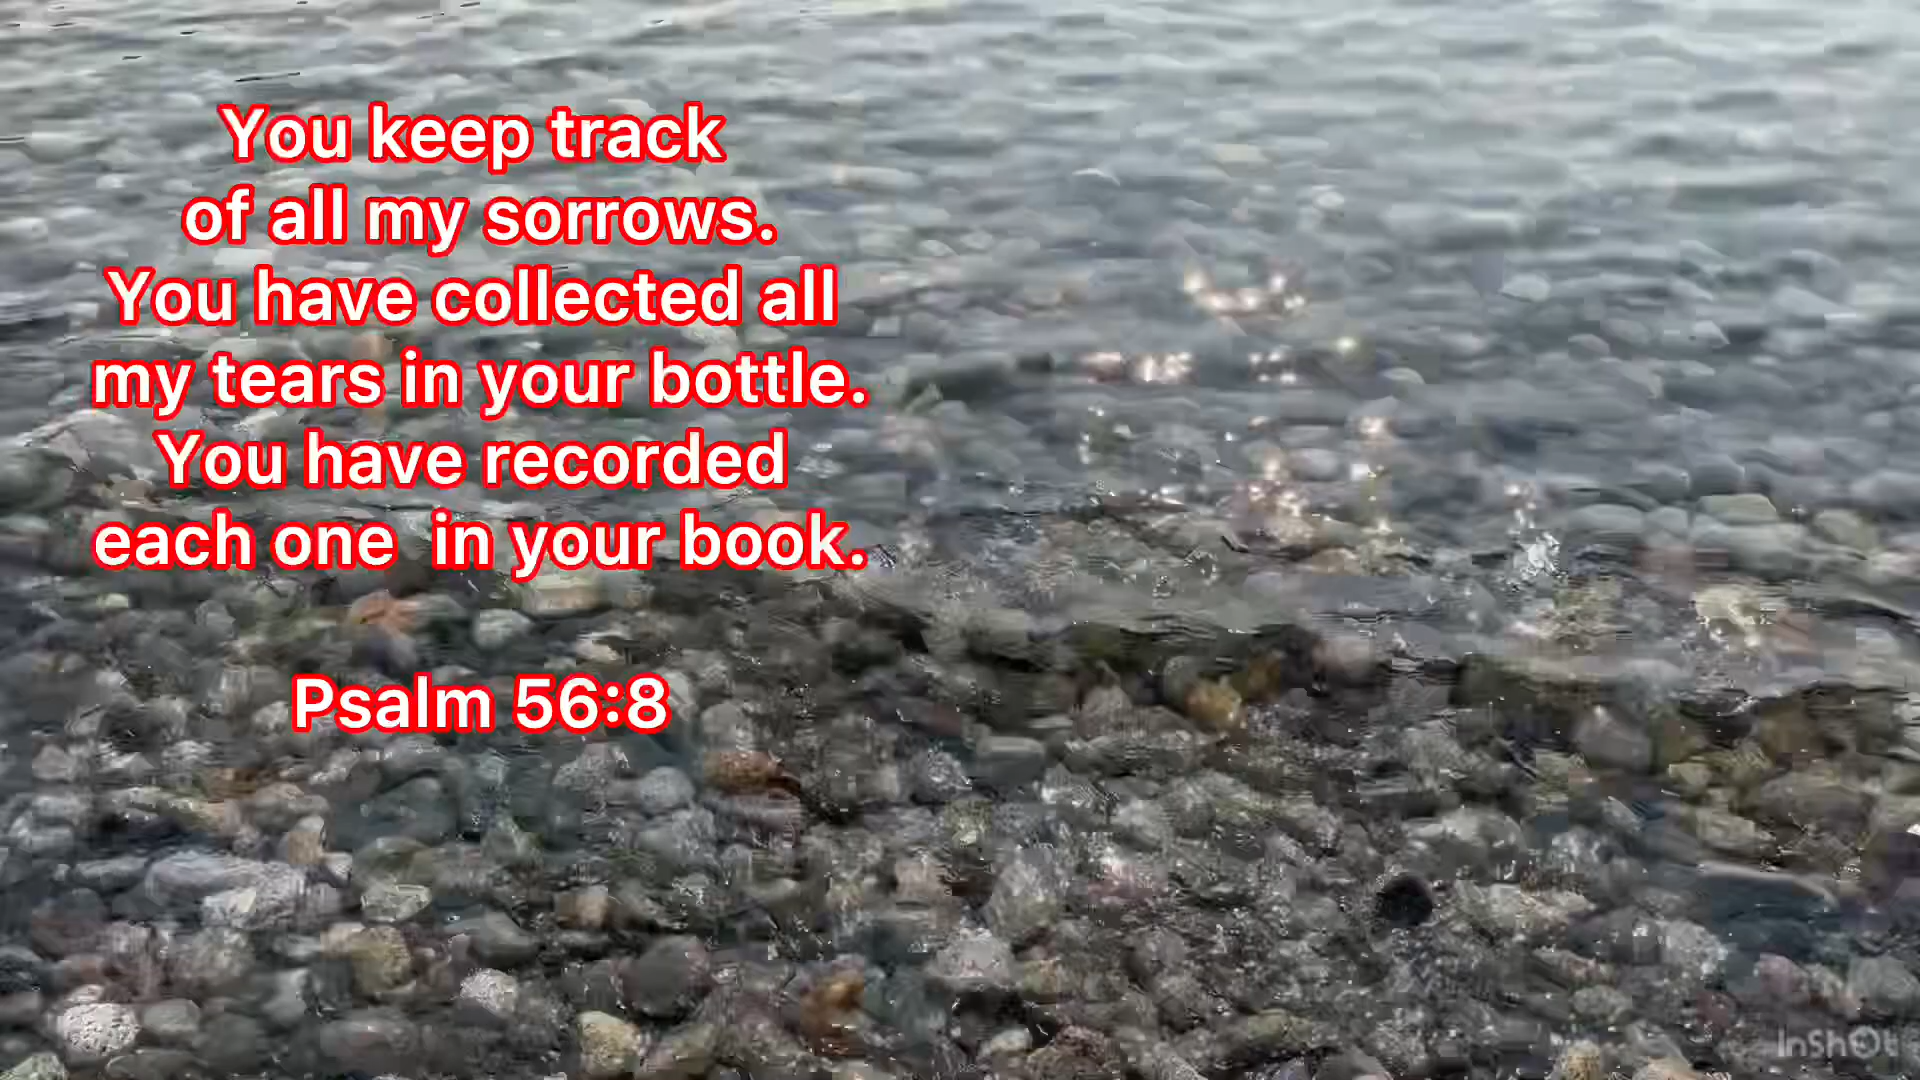 You keep track
of all my sorrows.
You have collected all
my tears in your bottle.
You have recorded
each one  in your book.
Psalm 56:8
InShOt